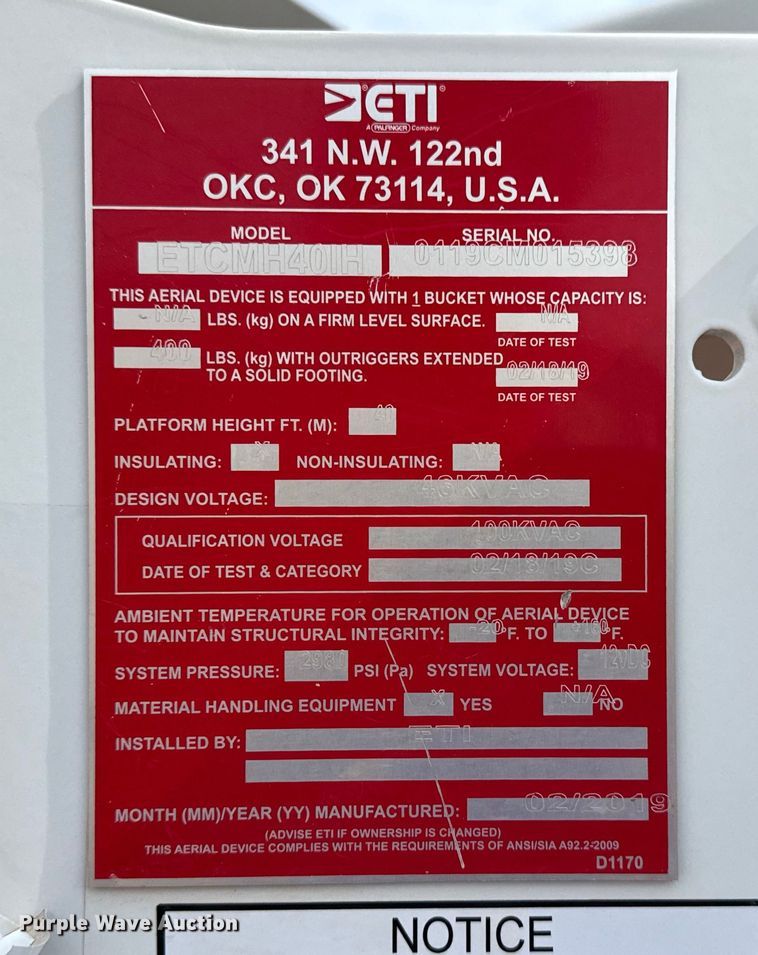 ETI
A PALFINGER Company
341 N.W. 122nd
OKC, OK 73114, U.S.A.
MODEL SERIAL NO.
ETCMH40IH 0119CM015398
THIS AERIAL DEVICE IS EQUIPPED WITH 1 BUCKET WHOSE CAPACITY IS:
N/A LBS. (kg) ON A FIRM LEVEL SURFACE. N/A
DATE OF TEST
400 LBS. (kg) WITH OUTRIGGERS EXTENDED
TO A SOLID FOOTING. 02/18/19
DATE OF TEST
PLATFORM HEIGHT FT. (M): 40
INSULATING: X NON-INSULATING: N/A
DESIGN VOLTAGE: 46KVAC
QUALIFICATION VOLTAGE 100KVAC
DATE OF TEST & CATEGORY 02/18/19C
AMBIENT TEMPERATURE FOR OPERATION OF AERIAL DEVICE
TO MAINTAIN STRUCTURAL INTEGRITY: -20 °F. TO °F.
SYSTEM PRESSURE: PSI (Pa) SYSTEM VOLTAGE: 12VDC
MATERIAL HANDLING EQUIPMENT X YES N/A NO
INSTALLED BY: ETI
MONTH (MM)/YEAR (YY) MANUFACTURED: 02/2019
(ADVISE ETI IF OWNERSHIP IS CHANGED)
THIS AERIAL DEVICE COMPLIES WITH THE REQUIREMENTS OF ANSI/SIA A92.2-2009
D1170
Purple Wave Auction
NOTICE